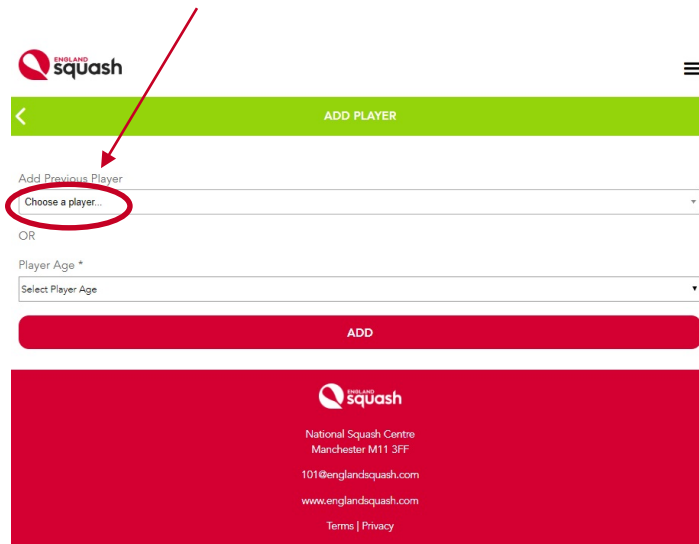 ENGLAND
squash
ADD PLAYER
Add Previous Player
Choose a player...
OR
Player Age *
Select Player Age
ADD
ENGLAND
squash
National Squash Centre
Manchester M11 3FF
101@englandsquash.com
www.englandsquash.com
Terms | Privacy